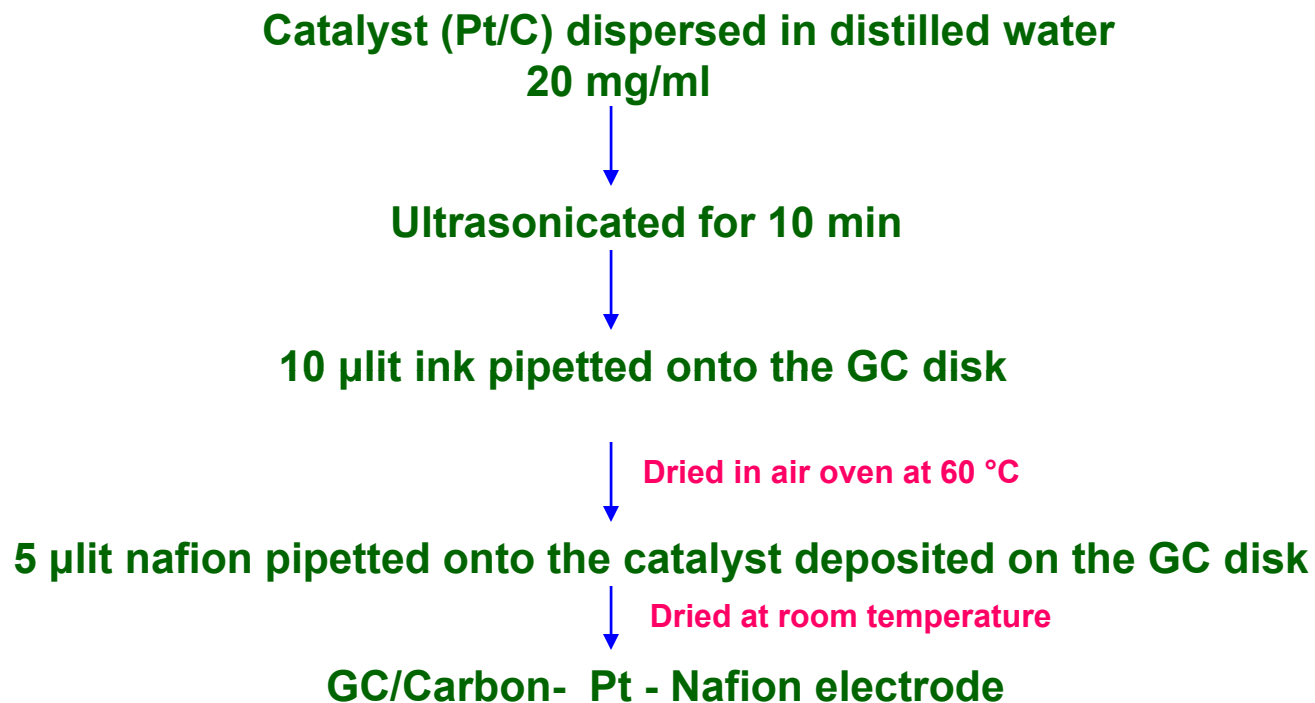 Catalyst (Pt/C) dispersed in distilled water
20 mg/ml
Ultrasonicated for 10 min
10 µlit ink pipetted onto the GC disk
Dried in air oven at 60 °C
5 µlit nafion pipetted onto the catalyst deposited on the GC disk
Dried at room temperature
GC/Carbon- Pt - Nafion electrode